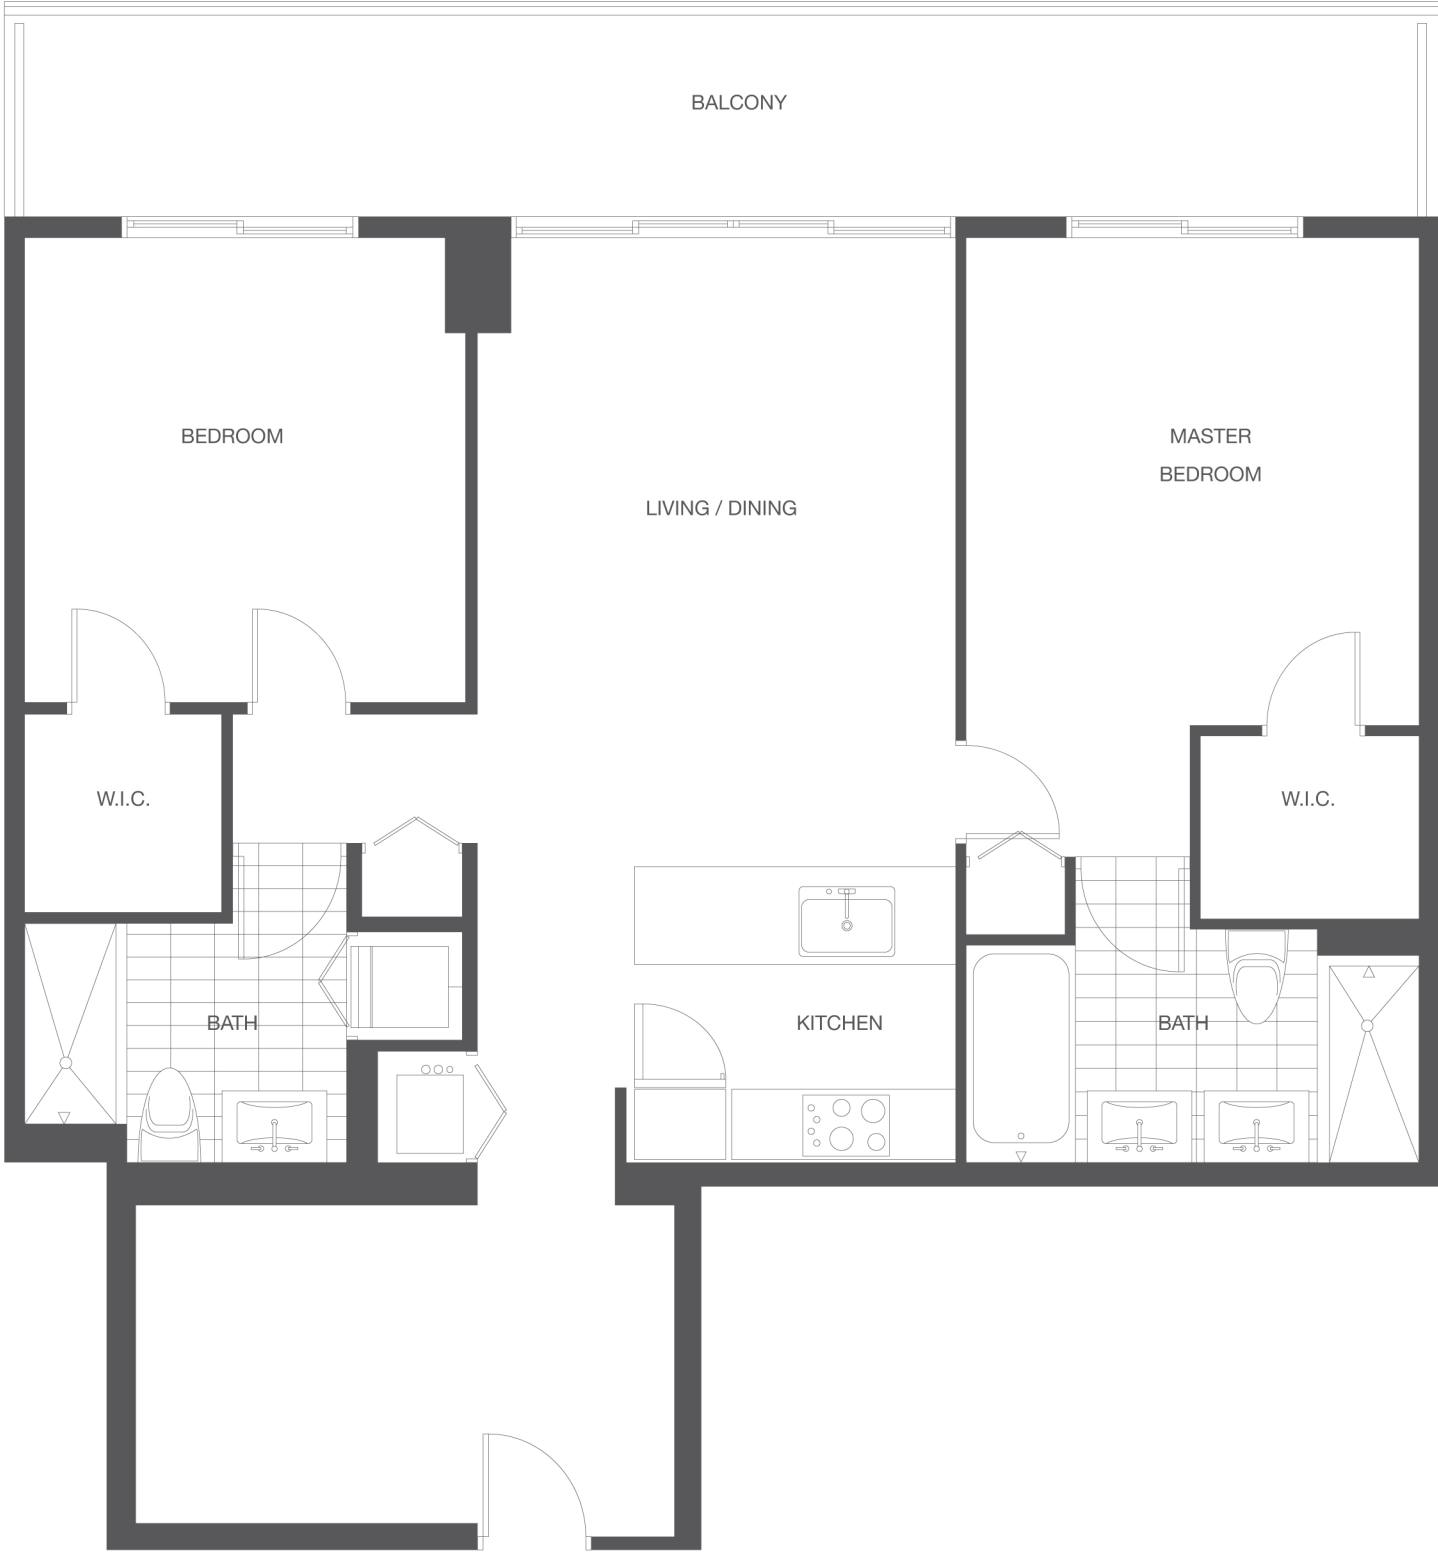 BALCONY
BEDROOM
MASTER
BEDROOM
LIVING / DINING
W.I.C.
W.I.C.
BATH
KITCHEN
BATH